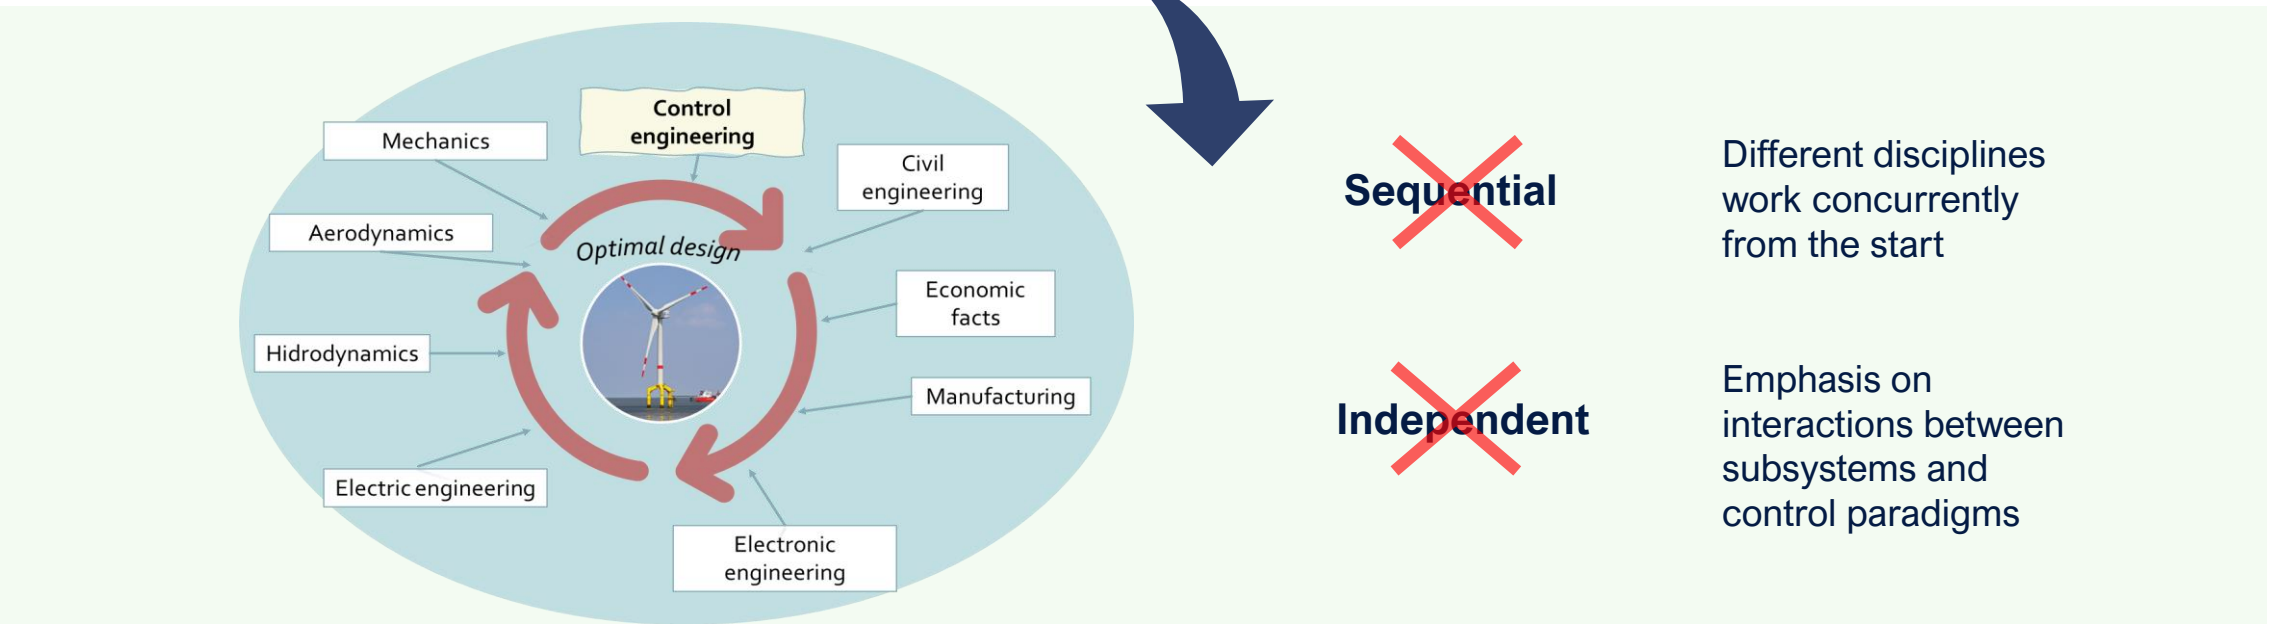 Control
engineering
Mechanics
Civil
engineering
Aerodynamics
Optimal design
Economic
facts
Hidrodynamics
Manufacturing
Electric engineering
Electronic
engineering
Sequential
Different disciplines
work concurrently
from the start
Independent
Emphasis on
interactions between
subsystems and
control paradigms